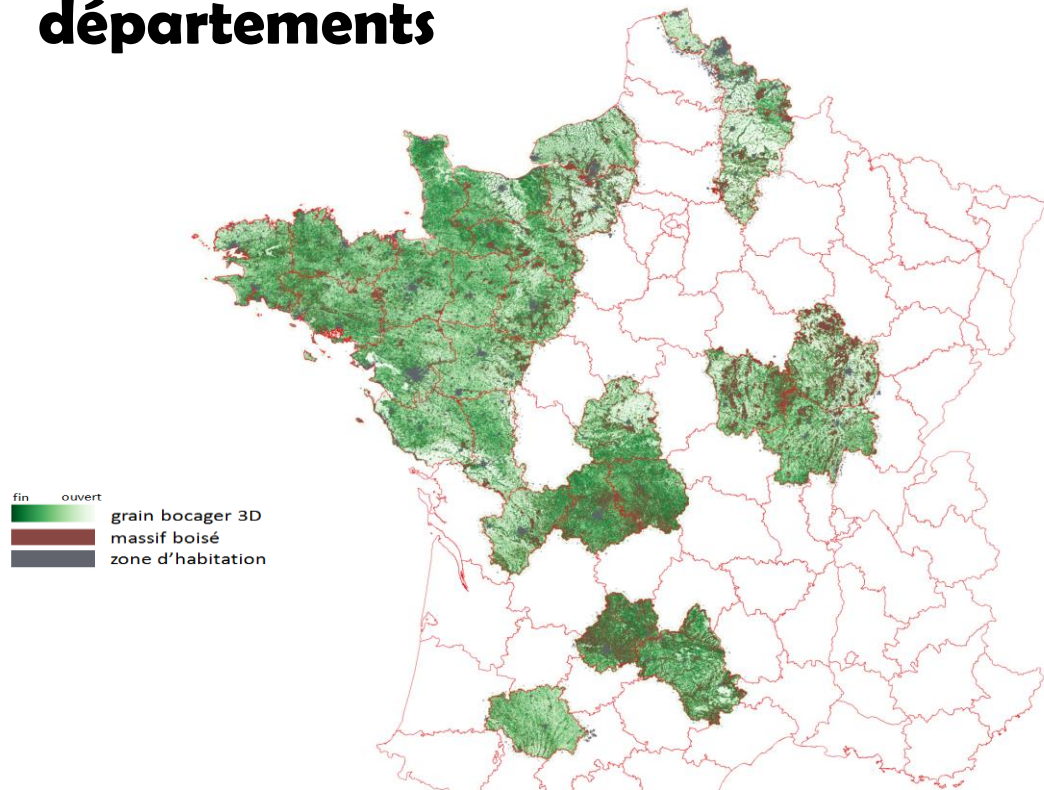 départements
fin ouvert
grain bocager 3D
massif boisé
zone d’habitation